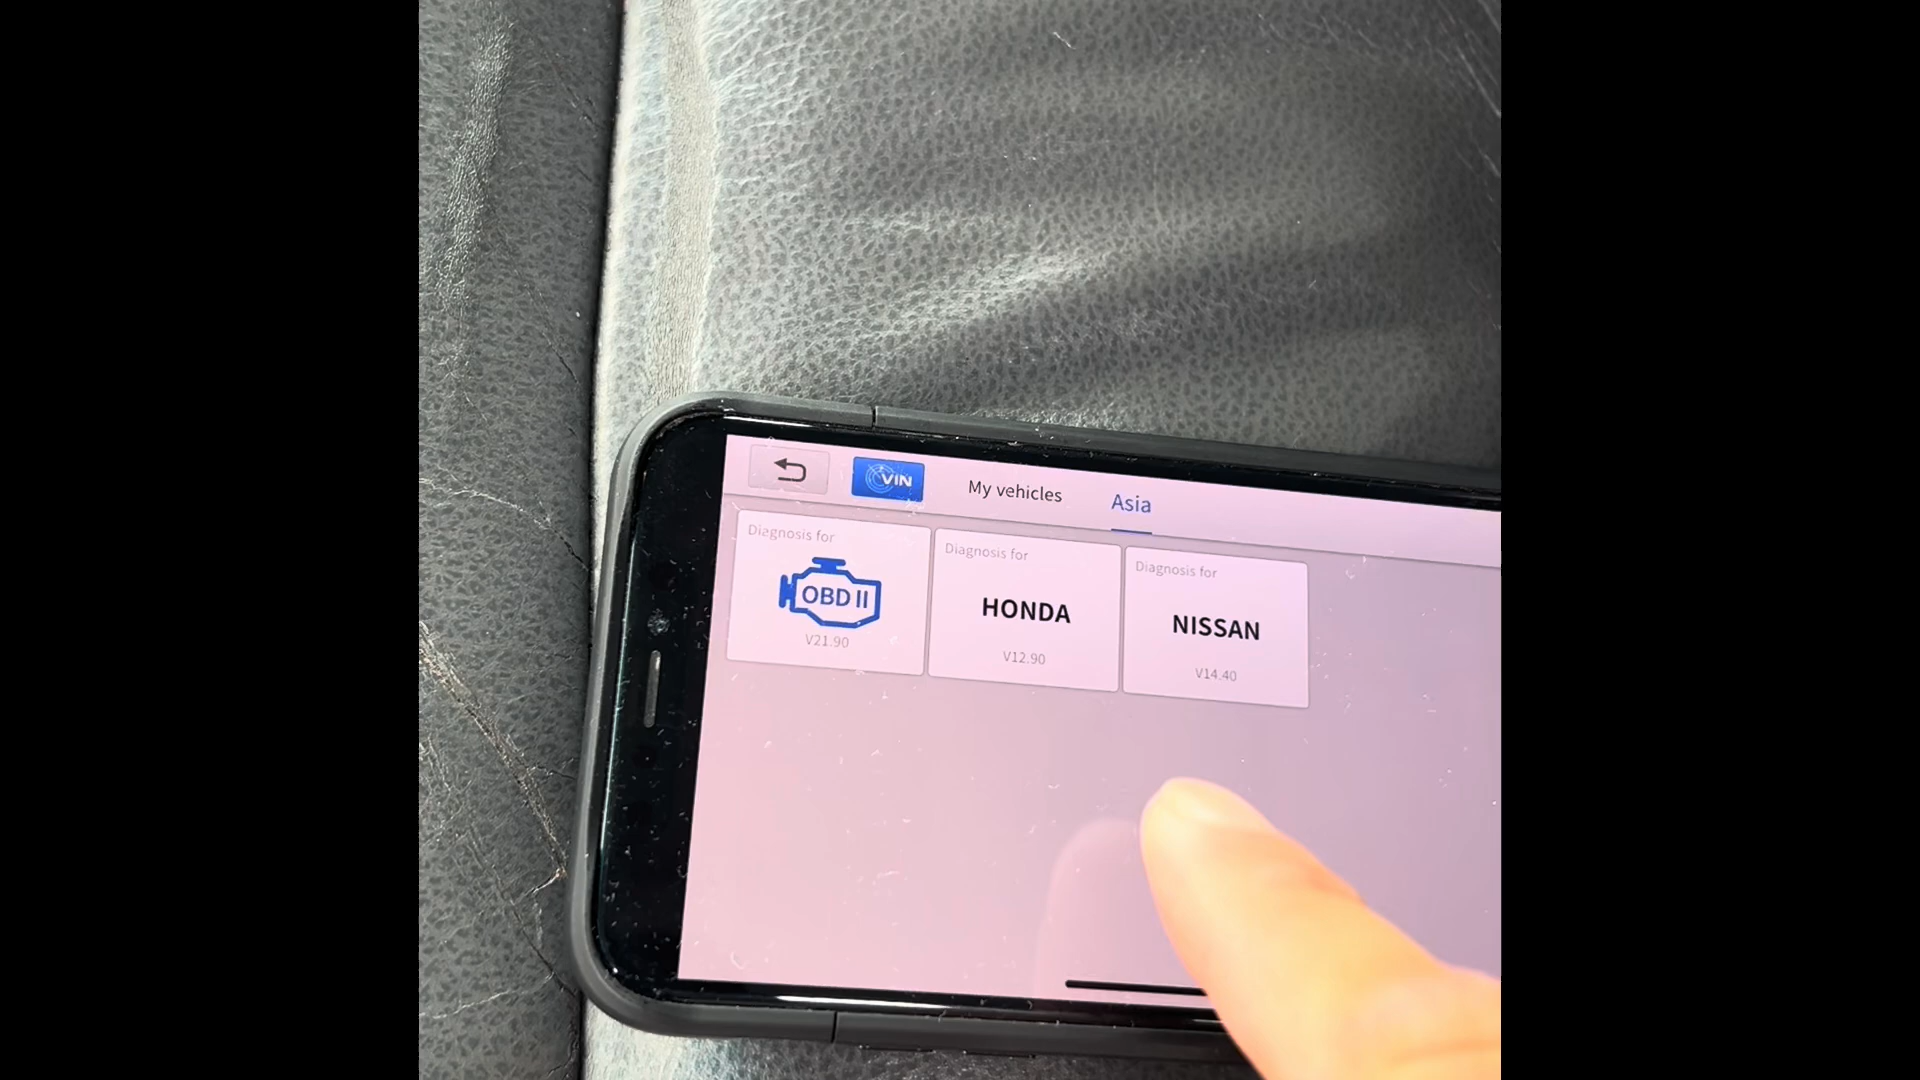 VIN
My vehicles
Asia
Diagnosis for
OBD II
V21.90
Diagnosis for
HONDA
V12.90
Diagnosis for
NISSAN
V14.40